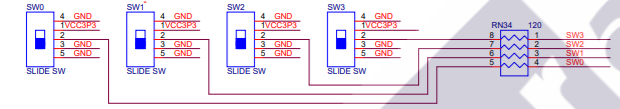 SW0 SW1 SW2 SW3
4 GND 4 GND 4 GND 4 GND
1VCC3P3 1VCC3P3 1VCC3P3 1VCC3P3 RN34 120
2 2 2 2 8 1 SW3
3 GND 3 GND 3 GND 3 GND 7 2 SW2
5 GND 5 GND 5 GND 5 GND 6 3 SW1
5 4 SW0
SLIDE SW SLIDE SW SLIDE SW SLIDE SW